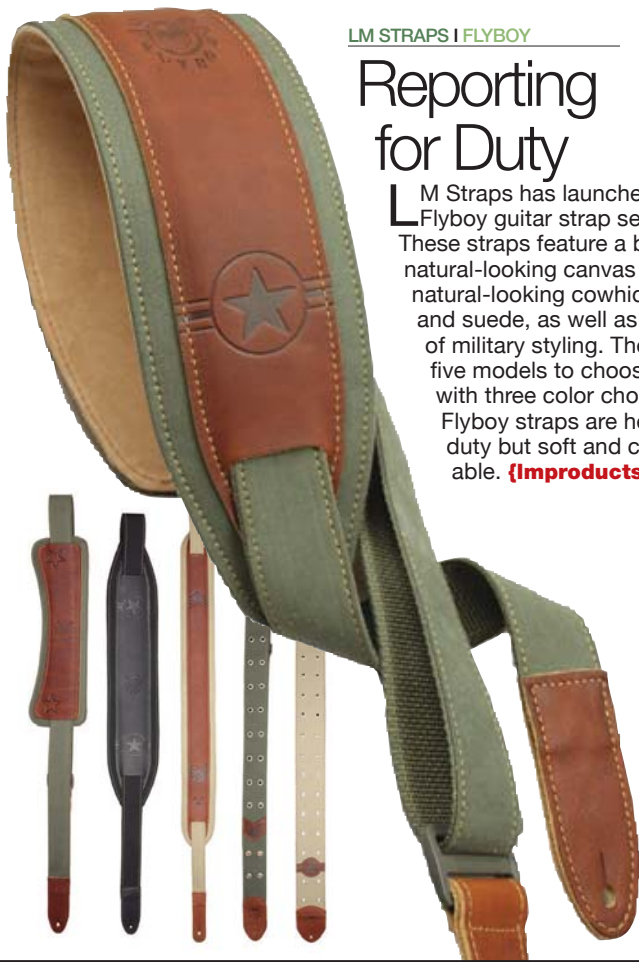 LM STRAPS I FLYBOY
Reporting
for Duty
LM Straps has launche
Flyboy guitar strap se
These straps feature a b
natural-looking canvas
natural-looking cowhid
and suede, as well as
of military styling. The
five models to choos
with three color cho
Flyboy straps are he
duty but soft and c
able. {lmproducts